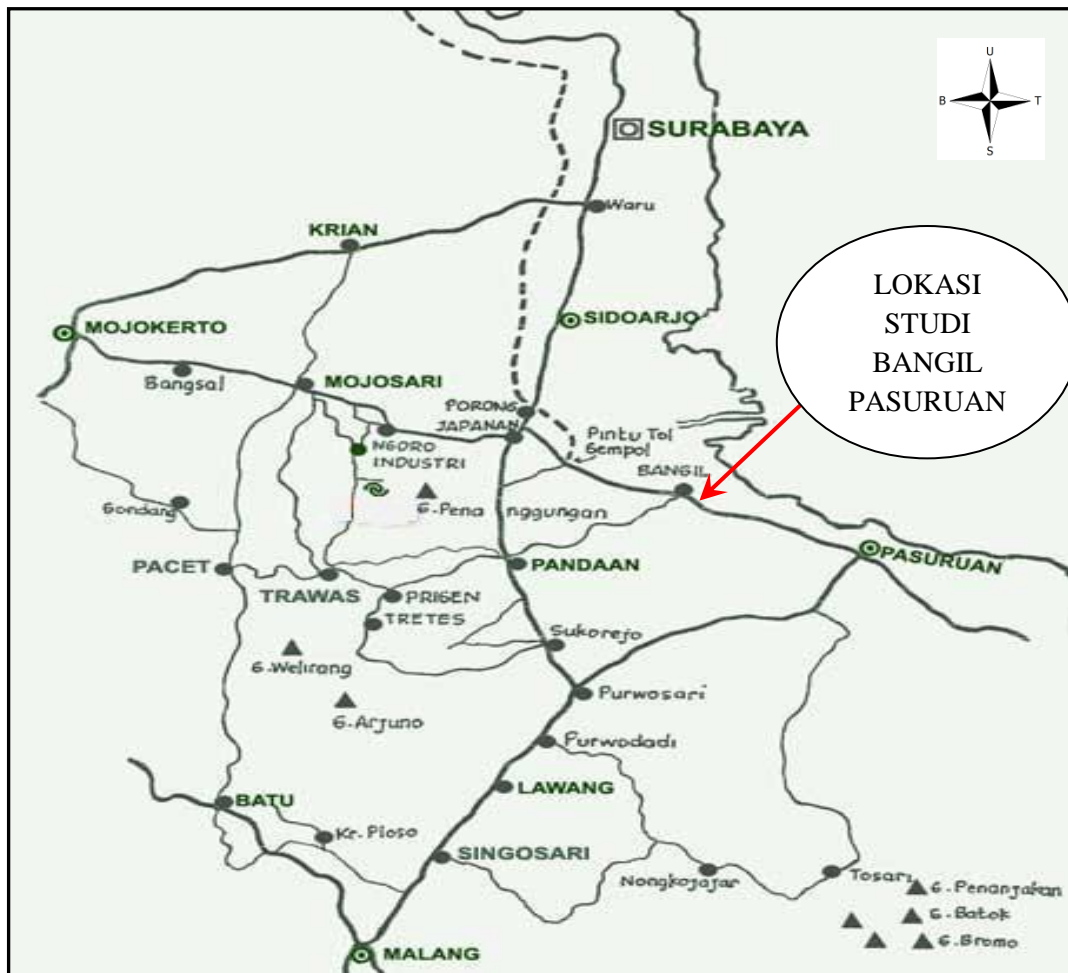 U
B
T
S
SURABAYA
Waru
KRIAN
LOKASI
STUDI
BANGIL
PASURUAN
SIDOARJO
MOJOKERTO
Bangsal
MOJOSARI
PORONG
JAPANAN
Pintu Tol
Gempol
NGORO
INDUSTRI
BANGIL
Gondang
G.Pena nggungan
PASURUAN
PACET
PANDAAN
TRAWAS
PRIGEN
TRETES
Sukorejo
G.Welirang
Purwosari
G.Arjuno
Purwodadi
LAWANG
BATU
Kr.Ploso
SINGOSARI
Nongkojajar
Tosari
G.Penanjakan
G.Batok
G.Bromo
MALANG